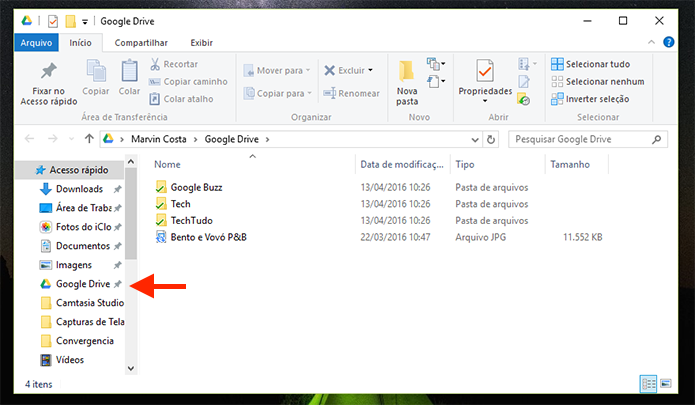 Google Drive
Arquivo Início Compartilhar Exibir
Fixar no Acesso rápido
Copiar
Colar
Recortar
Copiar caminho
Colar atalho
Área de Transferência
Mover para
Copiar para
Excluir
Renomear
Organizar
Nova pasta
Novo
Propriedades
Abrir
Selecionar tudo
Selecionar nenhum
Inverter seleção
Selecionar
Marvin Costa Google Drive
Pesquisar Google Drive
Nome Data de modificaç... Tipo Tamanho
Google Buzz 13/04/2016 10:26 Pasta de arquivos
Tech 13/04/2016 10:26 Pasta de arquivos
TechTudo 13/04/2016 10:26 Pasta de arquivos
Bento e Vovó P&B 22/03/2016 10:47 Arquivo JPG 11.552 KB
Acesso rápido
Downloads
Área de Traba
Fotos do iClo
Documentos
Imagens
Google Drive
Camtasia Studio
Capturas de Tela
Convergencia
Vídeos
4 itens